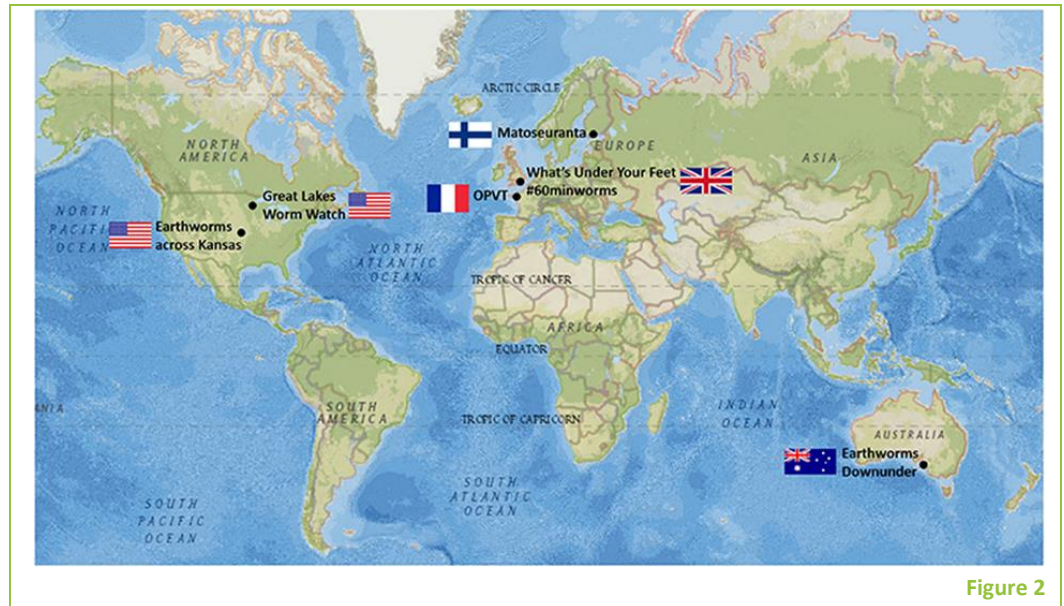 ARCTIC CIRCLE
NORTH
AMERICA
Matoseuranta
EUROPE
ASIA
What's Under Your Feet
#60minworms
OPVT
Great Lakes
Worm Watch
NORTH
PACIFIC
OCEAN
Earthworms
across Kansas
NORTH
ATLANTIC
OCEAN
TROPIC OF CANCER
AFRICA
EQUATOR
SOUTH
AMERICA
TROPIC OF CAPRICORN
INDIAN
OCEAN
ANIA
AUSTRALIA
Earthworms
Downunder
SOUTH
ATLANTIC
OCEAN
SOUTH
PACIFIC
OCEAN
Figure 2